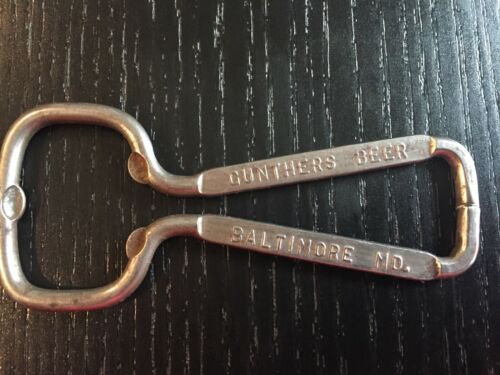 GUNTHERS BEER
BALTIMORE MD.